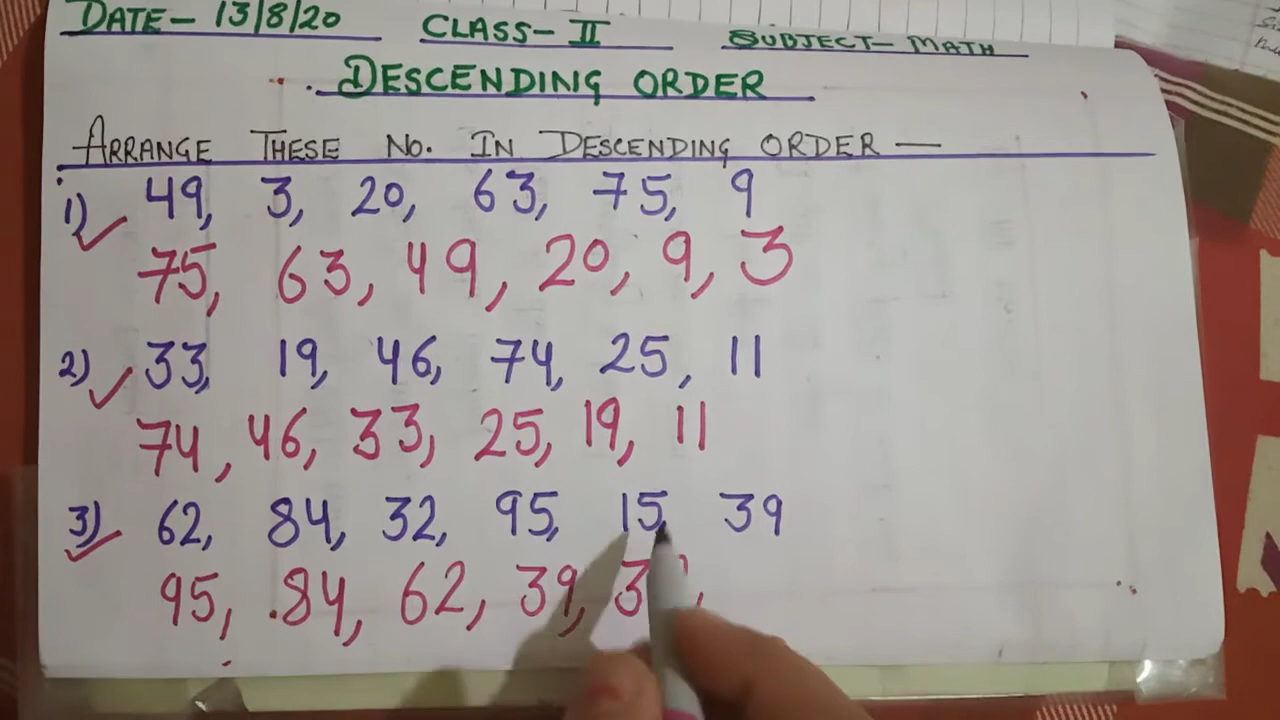 DATE- 13/8/20 CLASS- II SUBJECT- MATH
DESCENDING ORDER
ARRANGE THESE NO. IN DESCENDING ORDER —
1) 49, 3, 20, 63, 75, 9
75, 63, 49, 20, 9, 3
2) 33, 19, 46, 74, 25, 11
74, 46, 33, 25, 19, 11
3) 62, 84, 32, 95, 15, 39
95, 84, 62, 39,